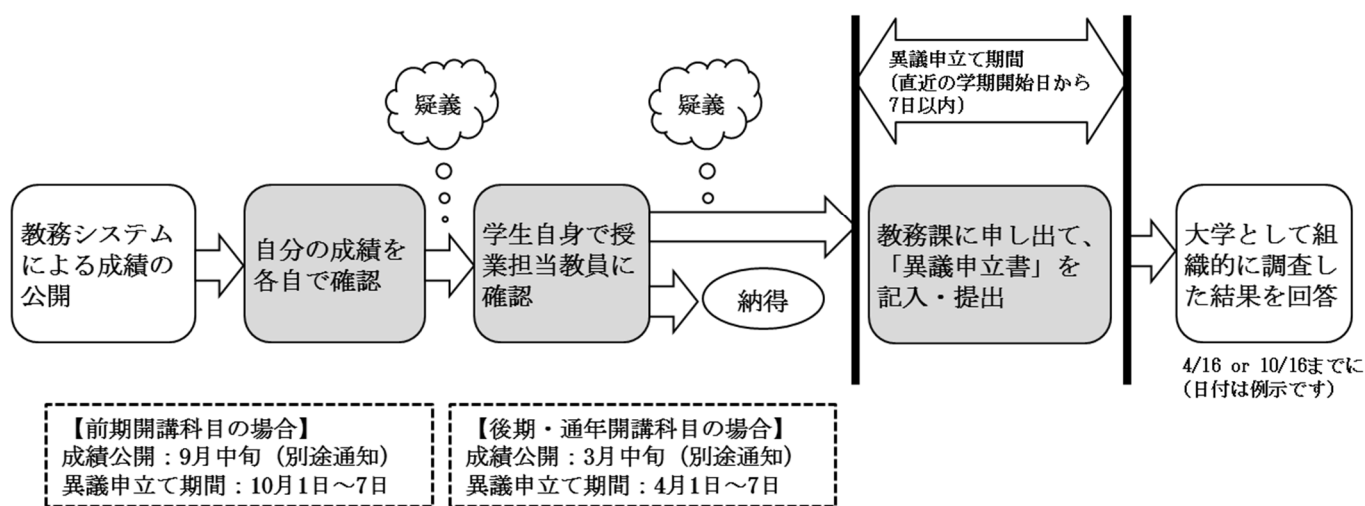 異議申立て期間
(直近の学期開始日から
7日以内)
疑義
疑義
教務システム
による成績の
公開
自分の成績を
各自で確認
学生自身で授
業担当教員に
確認
納得
教務課に申し出て、
「異議申立書」を
記入・提出
大学として組
織的に調査し
た結果を回答
4/16 or 10/16までに
(日付は例示です)
【前期開講科目の場合】
成績公開：9月中旬（別途通知）
異議申立て期間：10月1日～7日
【後期・通年開講科目の場合】
成績公開：3月中旬（別途通知）
異議申立て期間：4月1日～7日